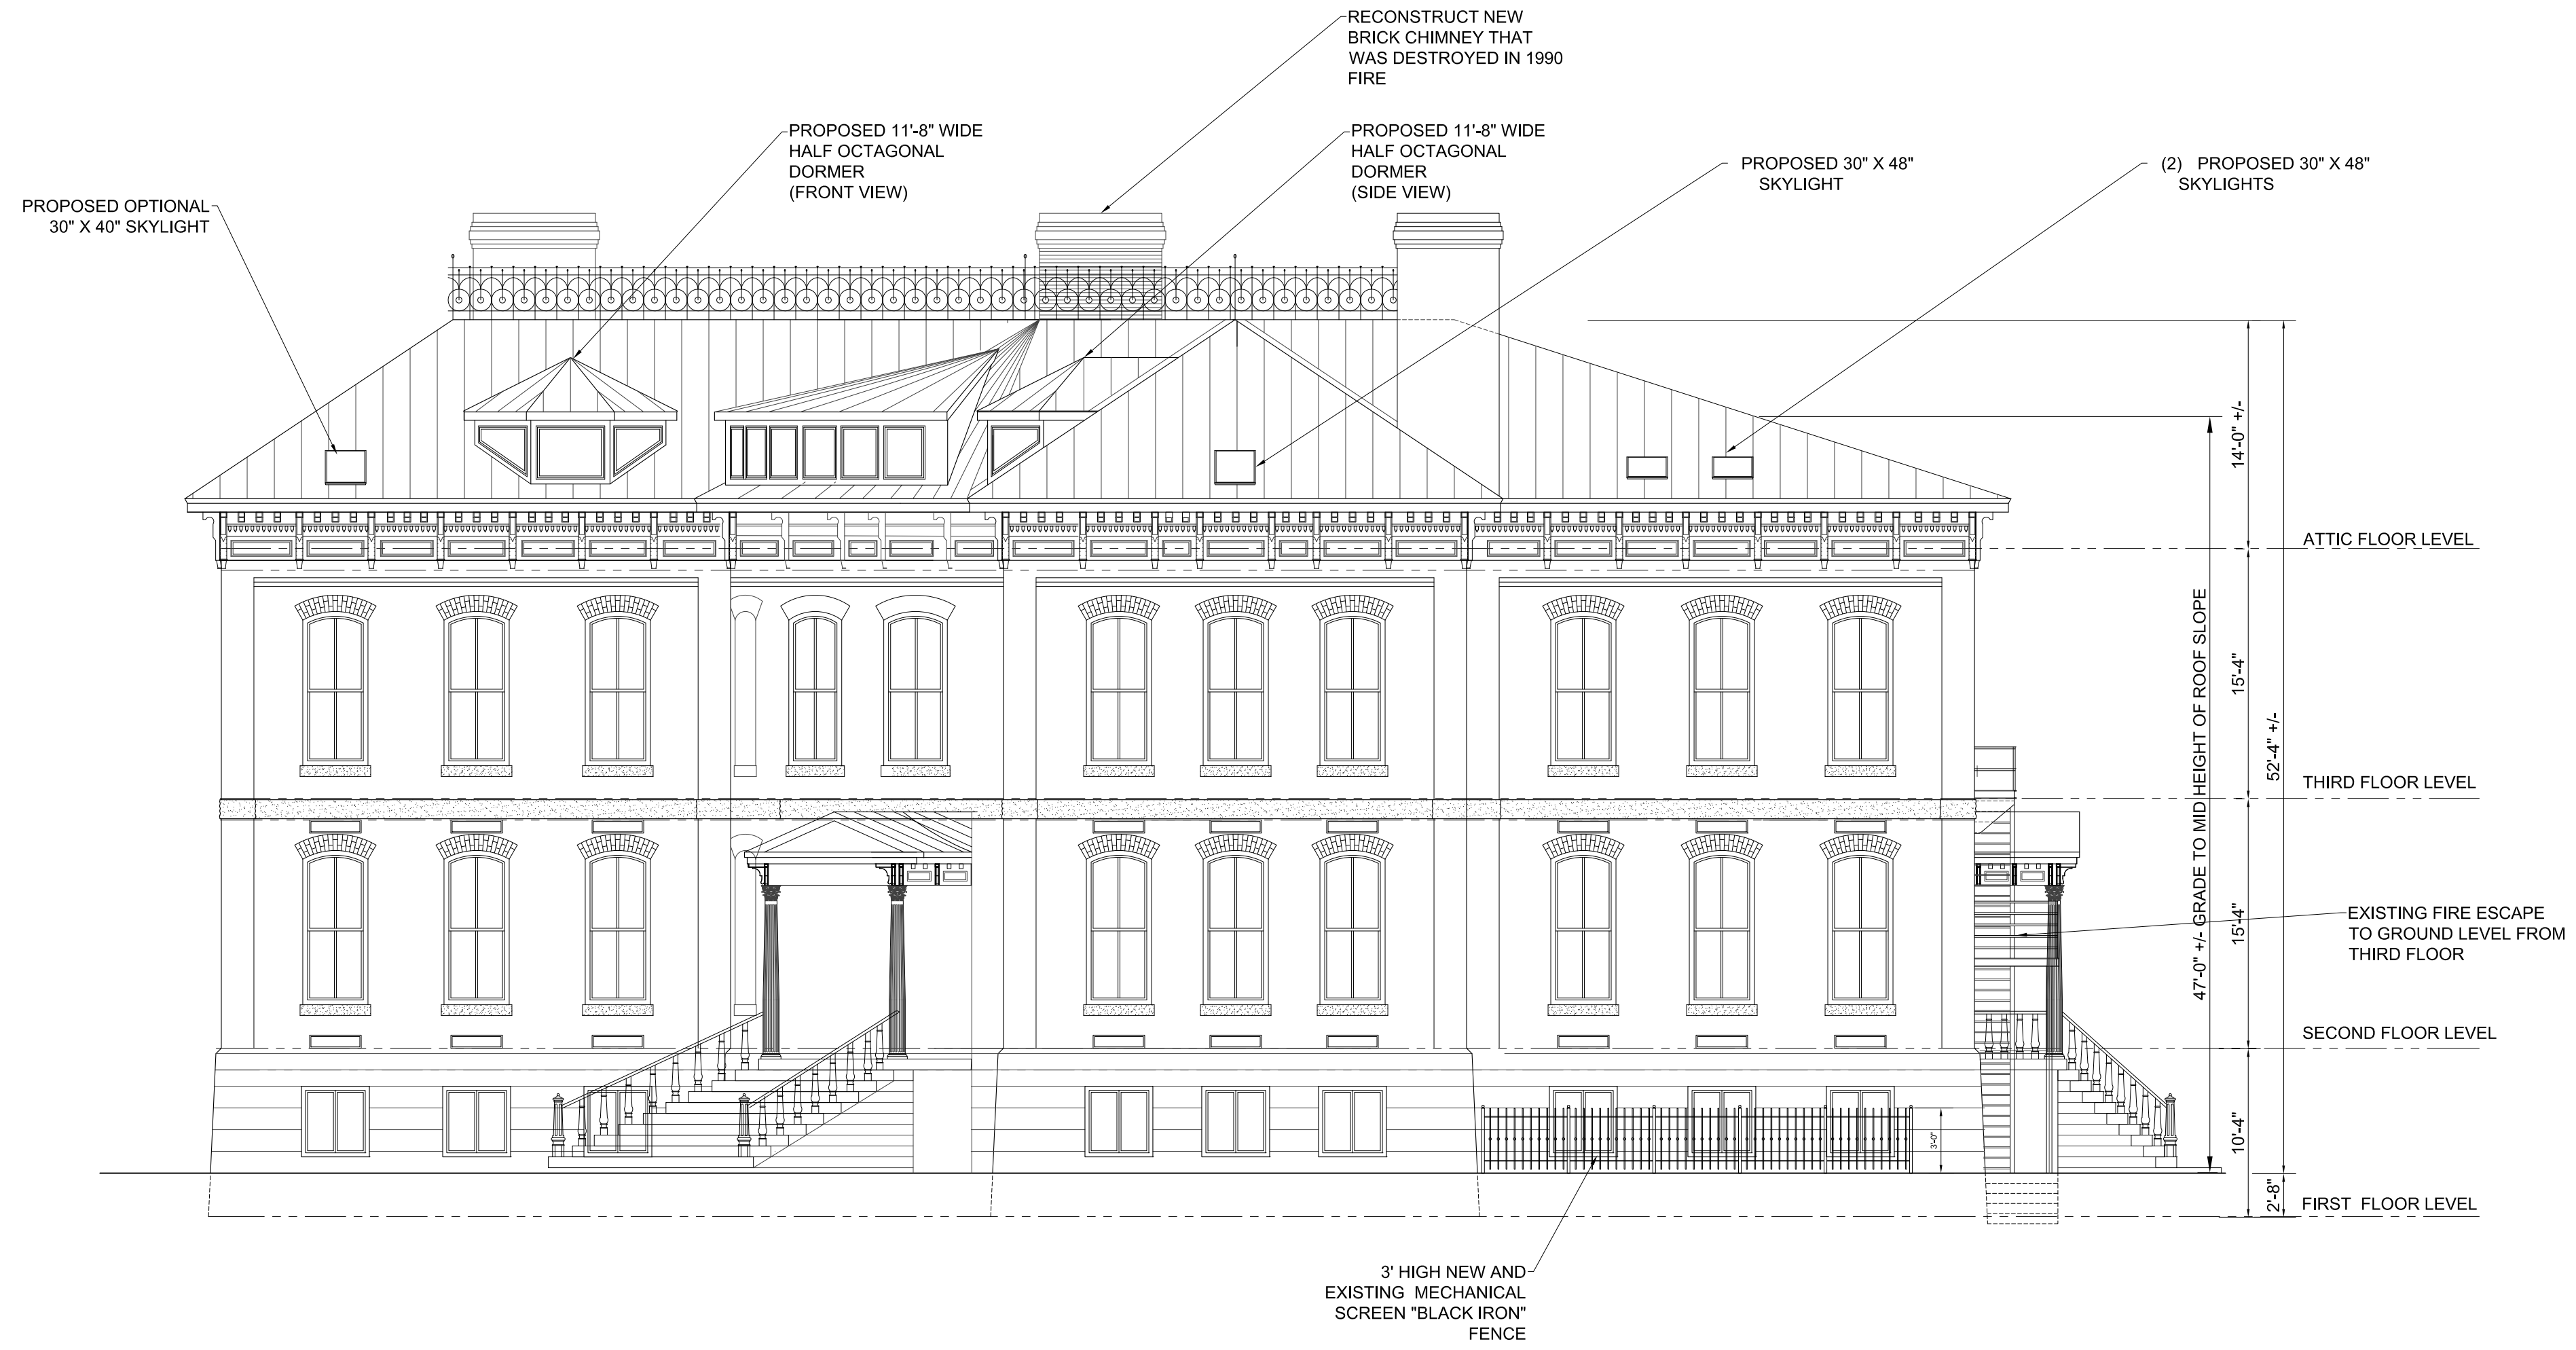 RECONSTRUCT NEW
BRICK CHIMNEY THAT
WAS DESTROYED IN 1990
FIRE
PROPOSED 11'-8" WIDE
HALF OCTAGONAL
DORMER
(FRONT VIEW)
PROPOSED 11'-8" WIDE
HALF OCTAGONAL
DORMER
(SIDE VIEW)
PROPOSED 30" X 48"
SKYLIGHT
(2) PROPOSED 30" X 48"
SKYLIGHTS
PROPOSED OPTIONAL
30" X 40" SKYLIGHT
14'-0" +/-
ATTIC FLOOR LEVEL
15'-4"
47'-0" +/- GRADE TO MID HEIGHT OF ROOF SLOPE
52'-4" +/-
THIRD FLOOR LEVEL
15'-4"
EXISTING FIRE ESCAPE
TO GROUND LEVEL FROM
THIRD FLOOR
SECOND FLOOR LEVEL
10'-4"
3'-0"
2'-8"
FIRST FLOOR LEVEL
3' HIGH NEW AND
EXISTING MECHANICAL
SCREEN "BLACK IRON"
FENCE